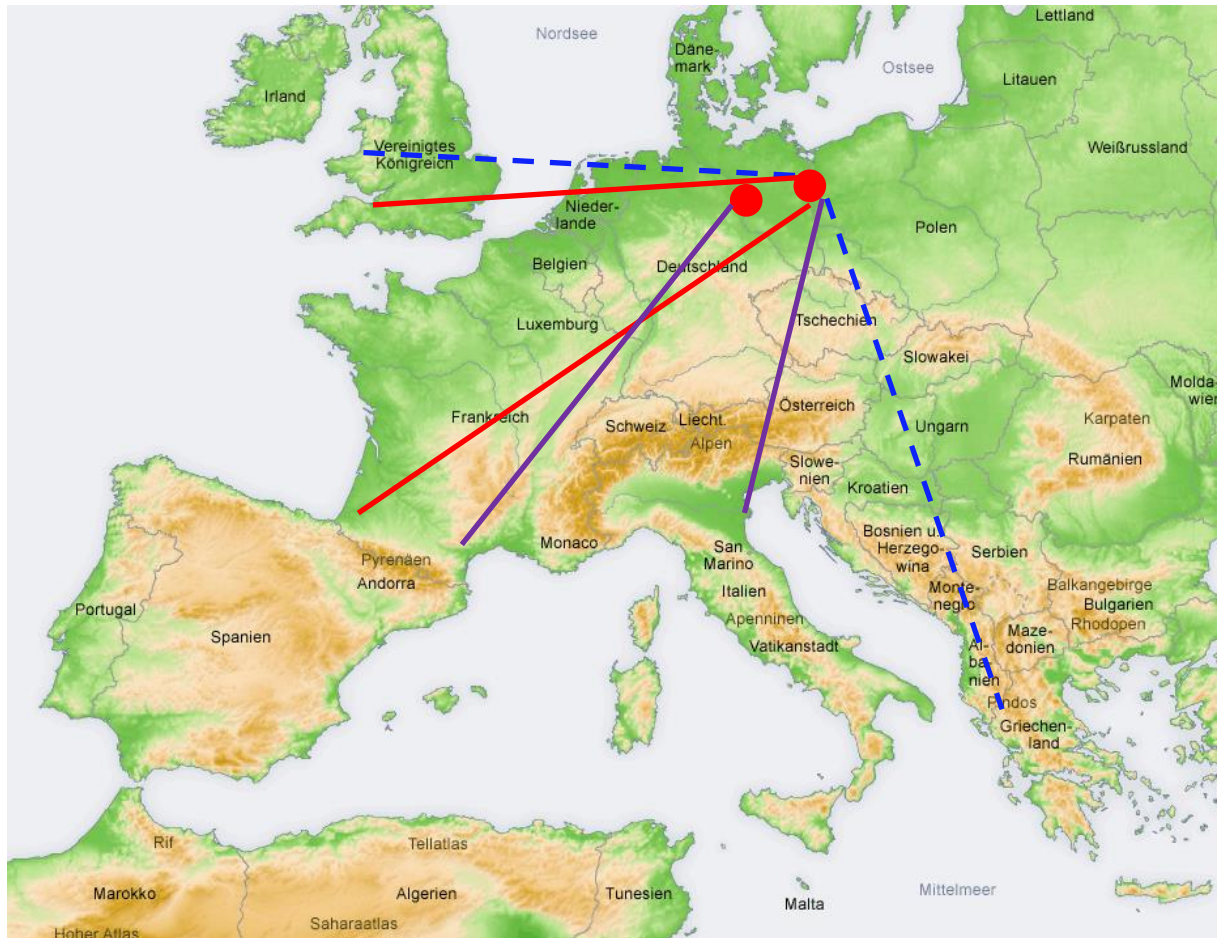 Lettland
Nordsee
Däne-
mark
Ostsee
Litauen
Irland
Vereinigtes
Königreich
Weißrussland
Nieder-
lande
Polen
Belgien
Deutschland
Luxemburg
Tschechien
Slowakei
Molda-
wien
Frankreich
Schweiz
Liecht.
Österreich
Alpen
Ungarn
Karpaten
Rumänien
Slowe-
nien
Kroatien
Monaco
San
Marino
Bosnien u.
Herzego-
wina
Serbien
Pyrenäen
Andorra
Italien
Monte-
negro
Balkangebirge
Bulgarien
Rhodopen
Portugal
Spanien
Apenninen
Vatikanstadt
Maze-
donien
Al-
ba-
nien
Pindos
Griechen-
land
Rif
Tellatlas
Marokko
Algerien
Tunesien
Malta
Mittelmeer
Saharaatlas
Hoher Atlas